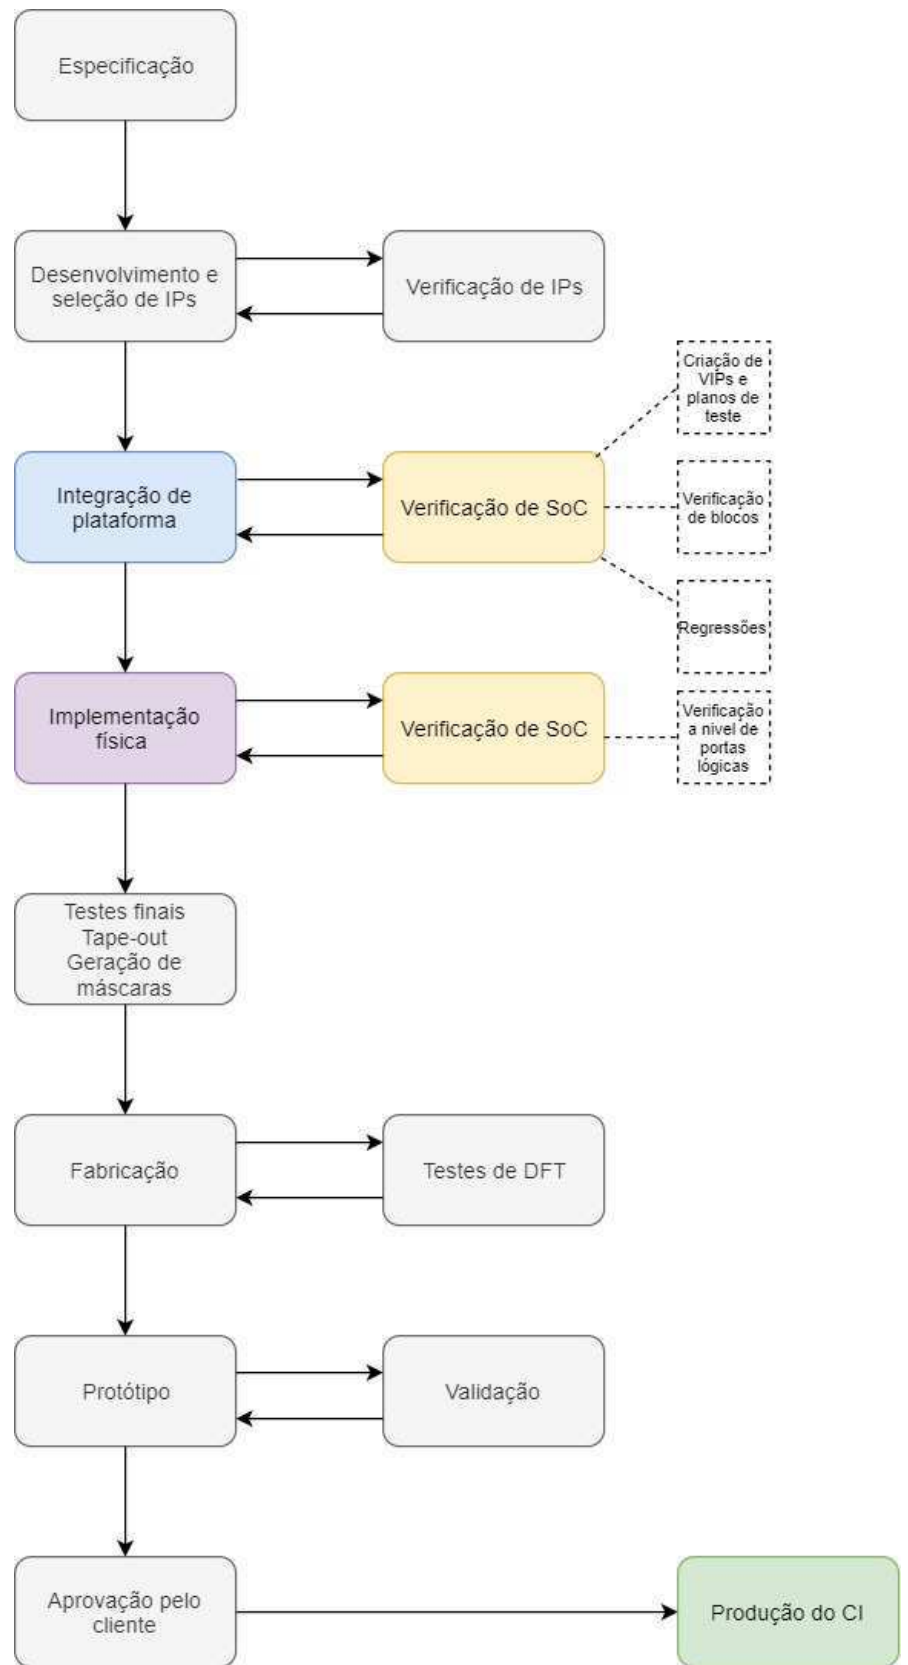 Especificação
Desenvolvimento e
seleção de IPs
Verificação de IPs
Criação de
VIPs e
planos de
teste
Integração de
plataforma
Verificação de SoC
Verificação
de blocos
Regressões
Implementação
física
Verificação de SoC
Verificação
a nivel de
portas
lógicas
Testes finais
Tape-out
Geração de
máscaras
Fabricação
Testes de DFT
Protótipo
Validação
Aprovação pelo
cliente
Produção do CI